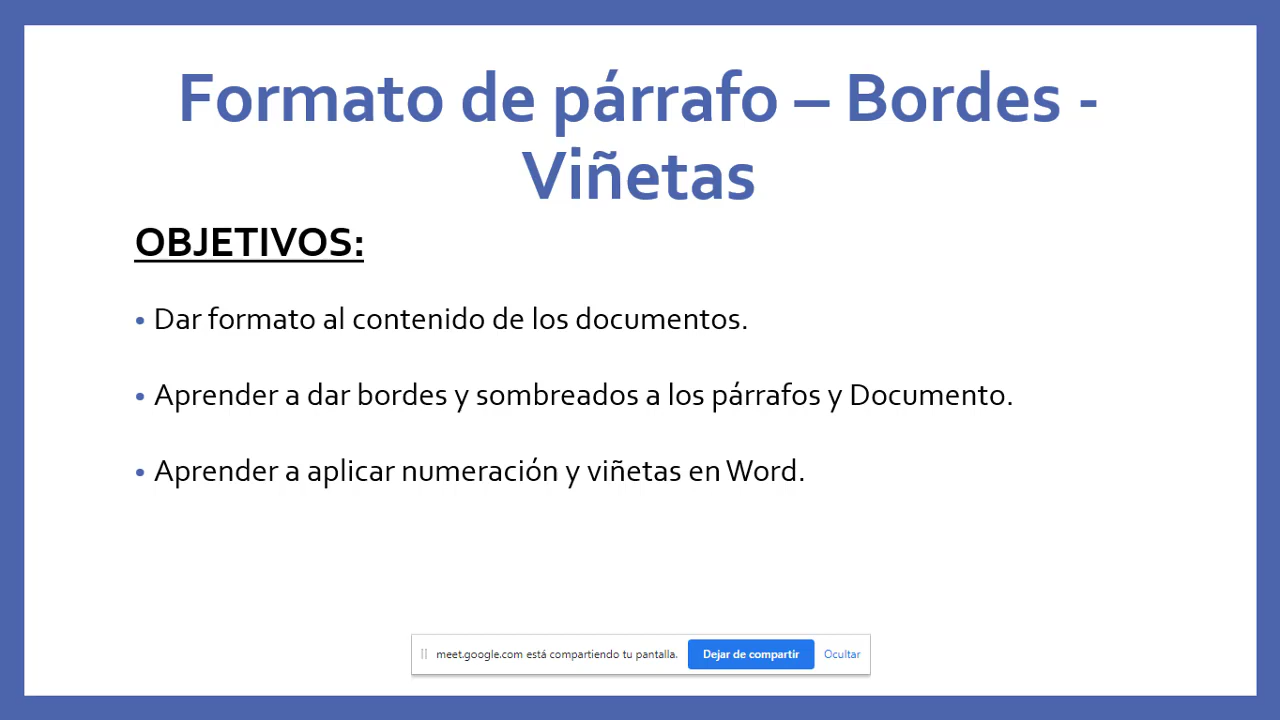 Formato de párrafo – Bordes -
Viñetas
OBJETIVOS:
• Dar formato al contenido de los documentos.
• Aprender a dar bordes y sombreados a los párrafos y Documento.
• Aprender a aplicar numeración y viñetas en Word.
meet.google.com está compartiendo tu pantalla. Dejar de compartir Ocultar